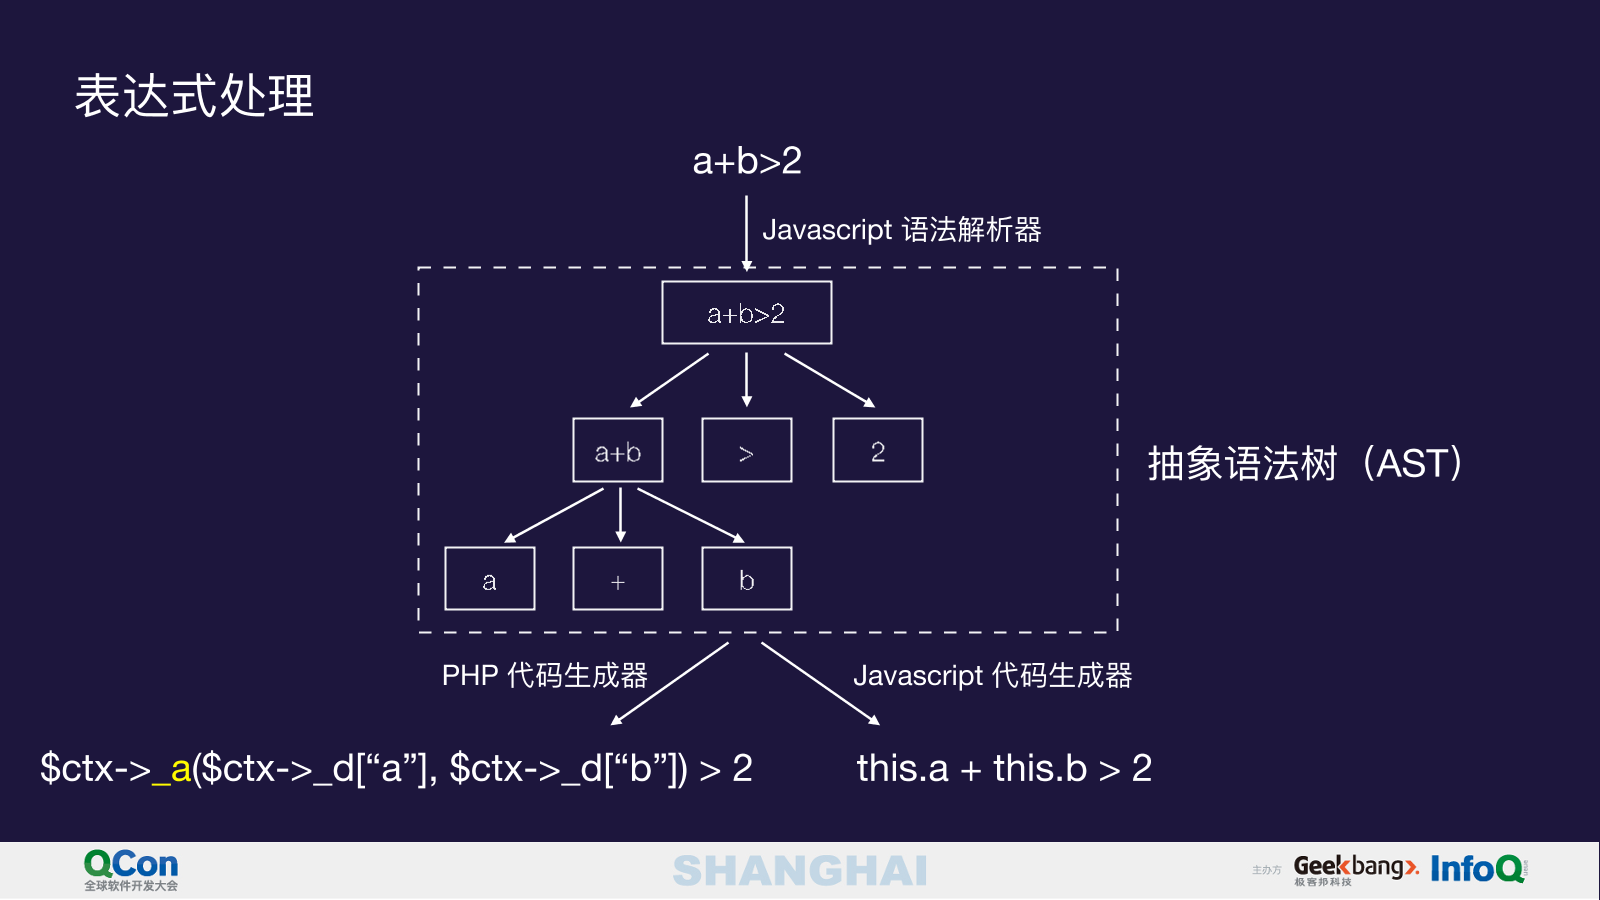 表达式处理
a+b>2
Javascript 语法解析器
a+b>2
a+b
>
2
抽象语法树（AST）
a
+
b
PHP 代码生成器
Javascript 代码生成器
$ctx->_a($ctx->_d[“a”], $ctx->_d[“b”]) > 2
this.a + this.b > 2
QCon
全球软件开发大会
SHANGHAI
主办方
Geekbang>.
极客邦科技
InfoQ